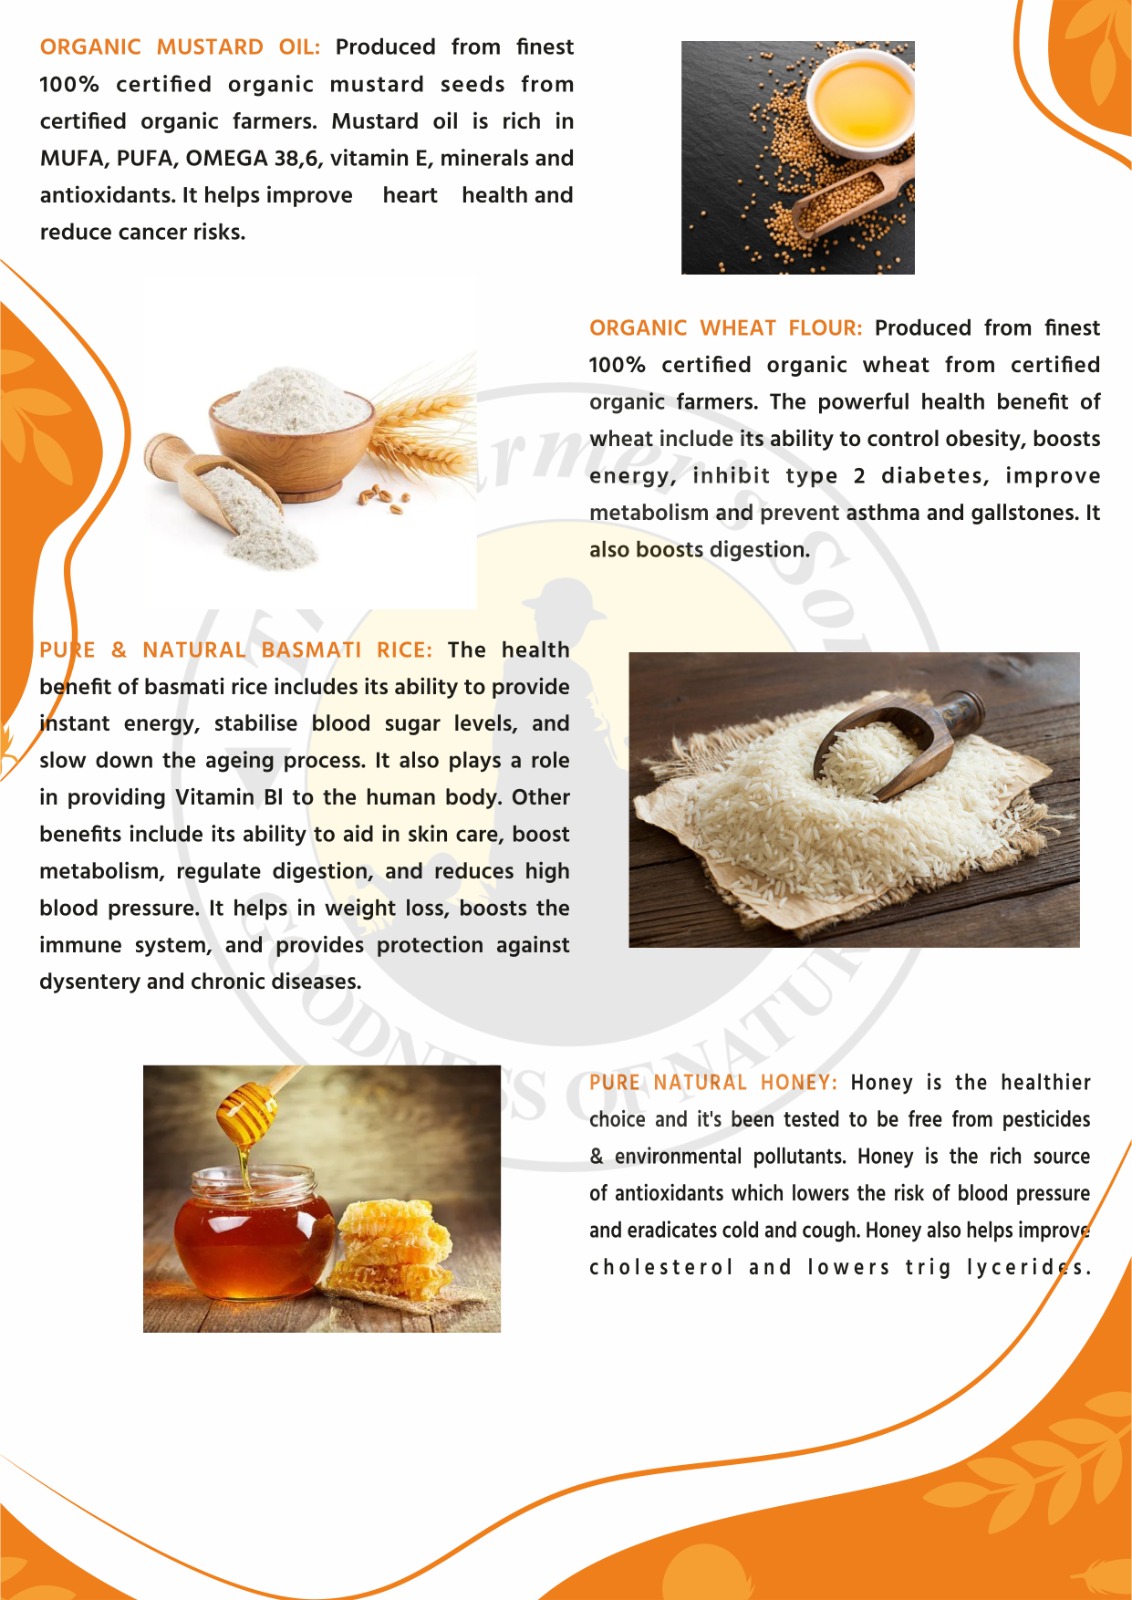 ORGANIC MUSTARD OIL: Produced from finest
100% certified organic mustard seeds from
certified organic farmers. Mustard oil is rich in
MUFA, PUFA, OMEGA 38,6, vitamin E, minerals and
antioxidants. It helps improve heart health and
reduce cancer risks.
ORGANIC WHEAT FLOUR: Produced from finest
100% certified organic wheat from certified
organic farmers. The powerful health benefit of
wheat include its ability to control obesity, boosts
energy, inhibit type 2 diabetes, improve
metabolism and prevent asthma and gallstones. It
also boosts digestion.
PURE & NATURAL BASMATI RICE: The health
benefit of basmati rice includes its ability to provide
instant energy, stabilise blood sugar levels, and
slow down the ageing process. It also plays a role
in providing Vitamin Bl to the human body. Other
benefits include its ability to aid in skin care, boost
metabolism, regulate digestion, and reduces high
blood pressure. It helps in weight loss, boosts the
immune system, and provides protection against
dysentery and chronic diseases.
PURE NATURAL HONEY: Honey is the healthier
choice and it's been tested to be free from pesticides
& environmental pollutants. Honey is the rich source
of antioxidants which lowers the risk of blood pressure
and eradicates cold and cough. Honey also helps improve
cholesterol and lowers trig lycerides.